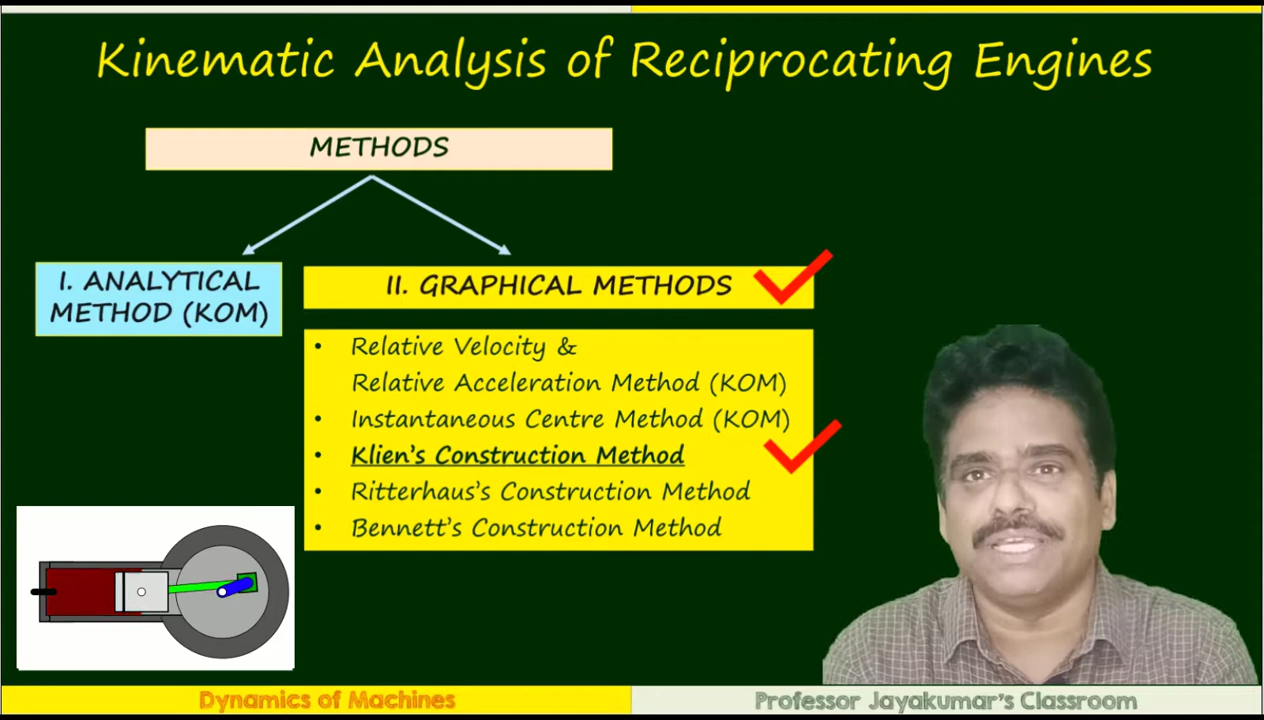 Kinematic Analysis of Reciprocating Engines
METHODS
I. ANALYTICAL
METHOD (KOM)
II. GRAPHICAL METHODS
• Relative Velocity &
Relative Acceleration Method (KOM)
• Instantaneous Centre Method (KOM)
• Klien's Construction Method
• Ritterhaus's Construction Method
• Bennett's Construction Method
Dynamics of Machines
Professor Jayakumar's Classroom